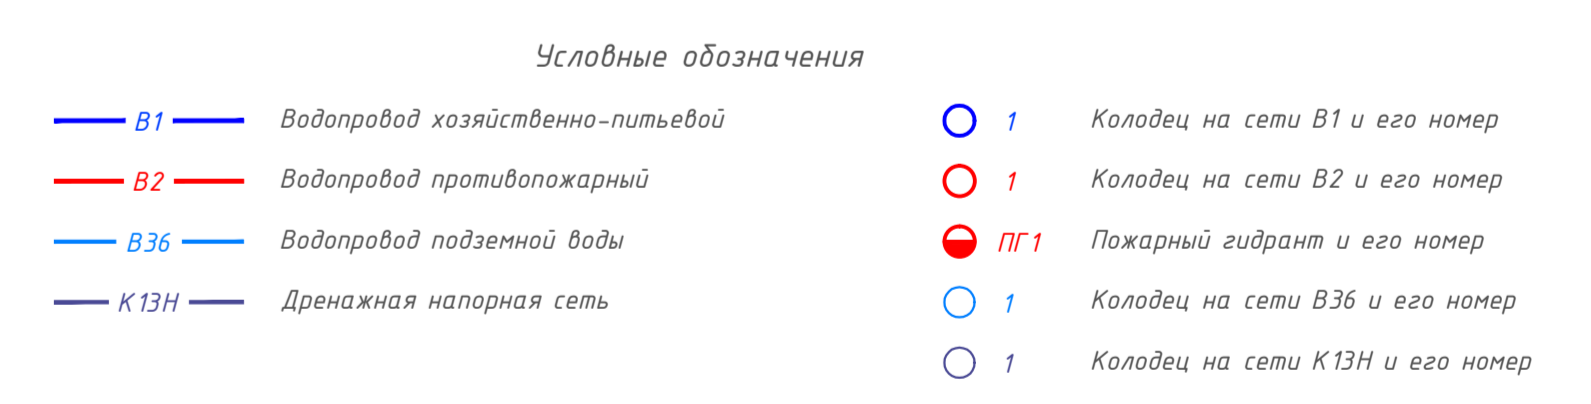 Условные обозначения
В1 Водопровод хозяйственно-питьевой
1 Колодец на сети В1 и его номер
В2 Водопровод противопожарный
1 Колодец на сети В2 и его номер
В36 Водопровод подземной воды
ПГ1 Пожарный гидрант и его номер
К13Н Дренажная напорная сеть
1 Колодец на сети В36 и его номер
1 Колодец на сети К13Н и его номер